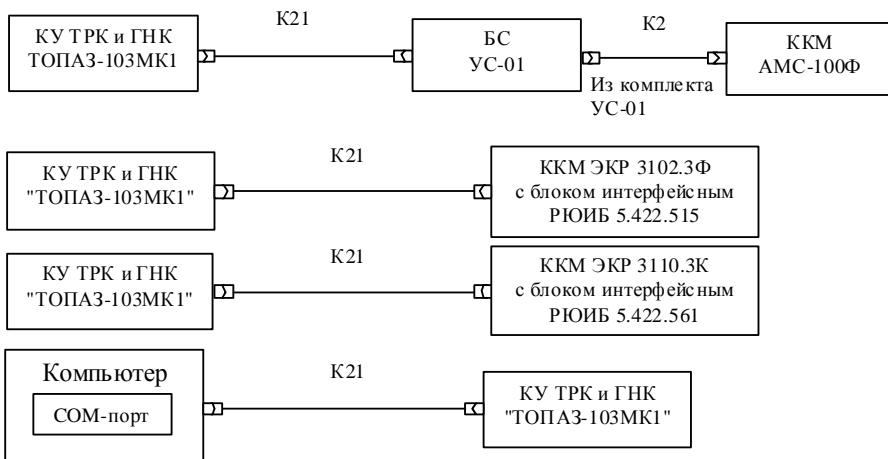 К21
К2
КУ ТРК и ГНК
ТОПАЗ-103МК1
БС
УС-01
ККМ
АМС-100Ф
Из комплекта
УС-01
К21
КУ ТРК и ГНК
"ТОПАЗ-103МК1"
ККМ ЭКР 3102.3Ф
с блоком интерфейсным
РЮИБ 5.422.515
К21
КУ ТРК и ГНК
"ТОПАЗ-103МК1"
ККМ ЭКР 3110.3К
с блоком интерфейсным
РЮИБ 5.422.561
Компьютер
COM-порт
К21
КУ ТРК и ГНК
"ТОПАЗ-103МК1"